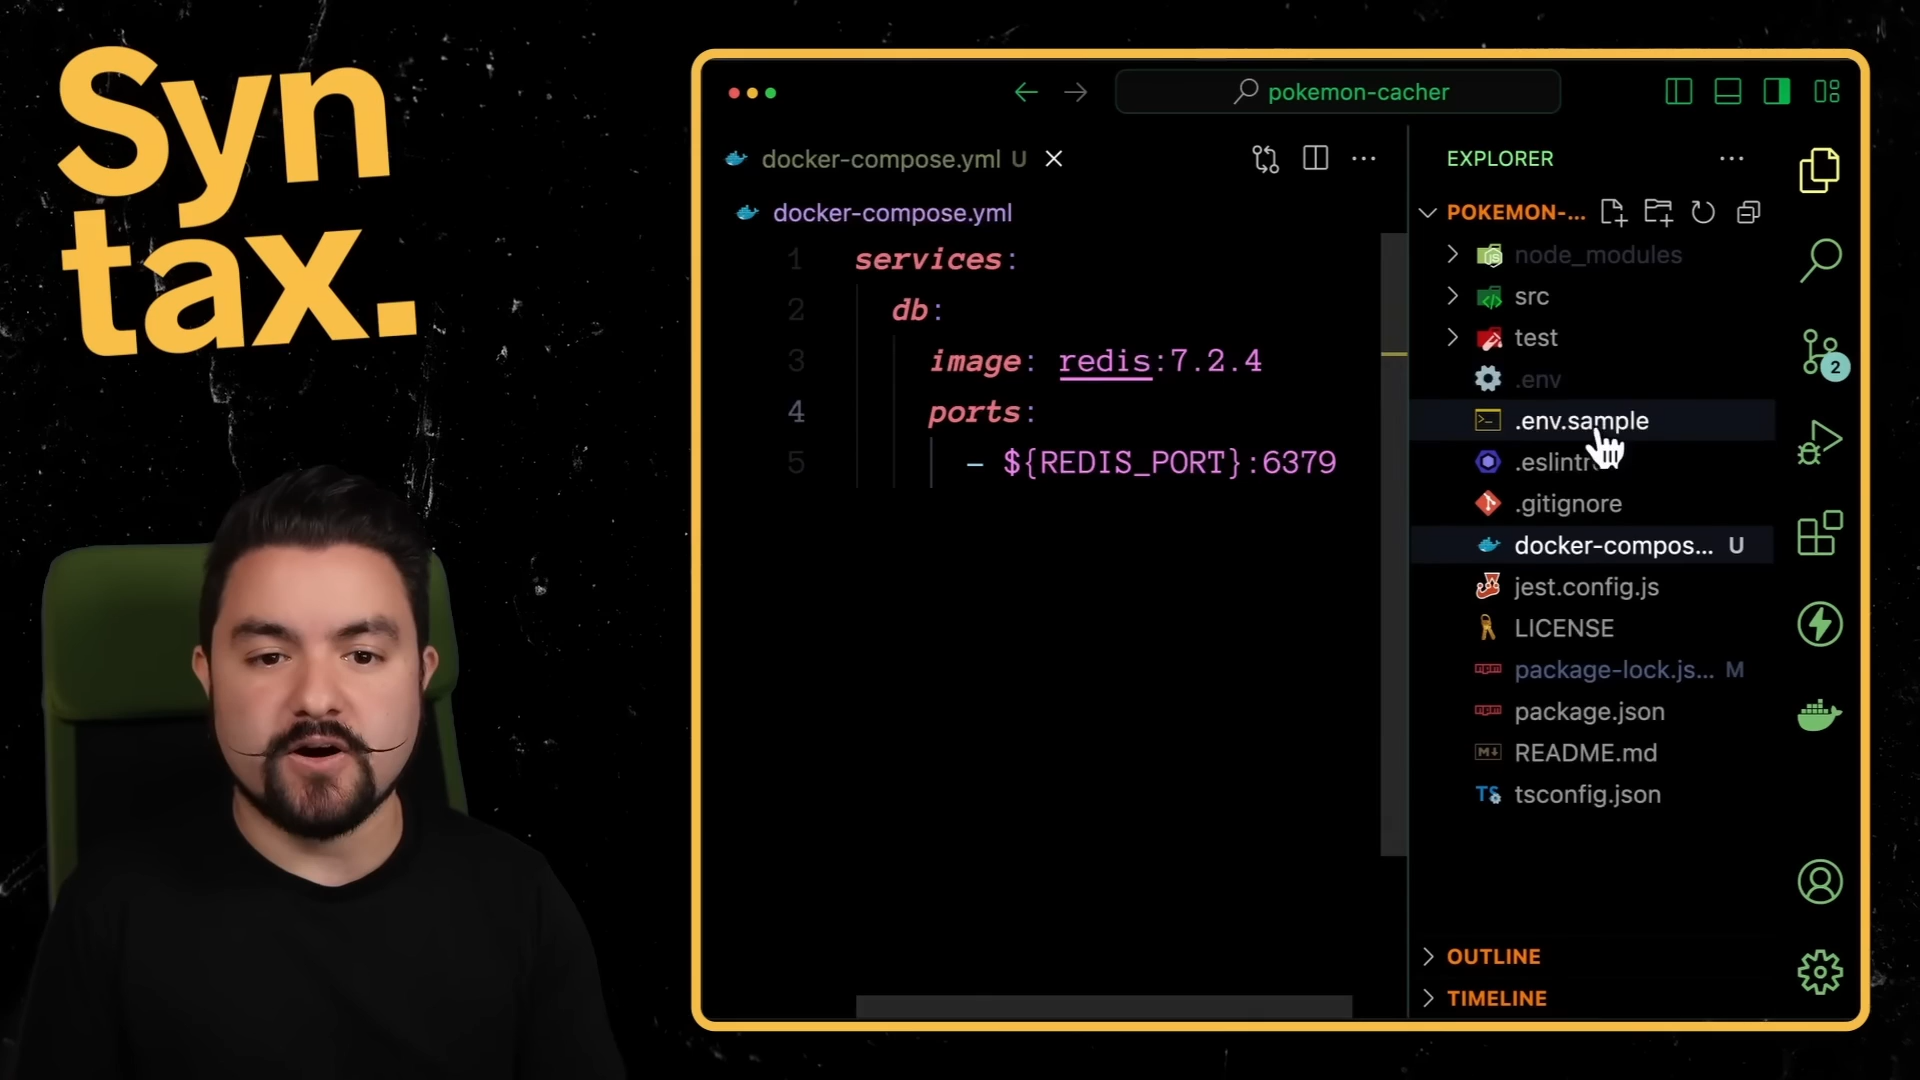 Syn
tax.
pokemon-cacher
docker-compose.yml U
docker-compose.yml
1 services:
2 db:
3 image: redis:7.2.4
4 ports:
5 - ${REDIS_PORT}:6379
EXPLORER
POKEMON-...
node_modules
src
test
.env
.env.sample
.eslintr
.gitignore
docker-compos... U
jest.config.js
LICENSE
package-lock.js... M
package.json
README.md
tsconfig.json
OUTLINE
TIMELINE
2